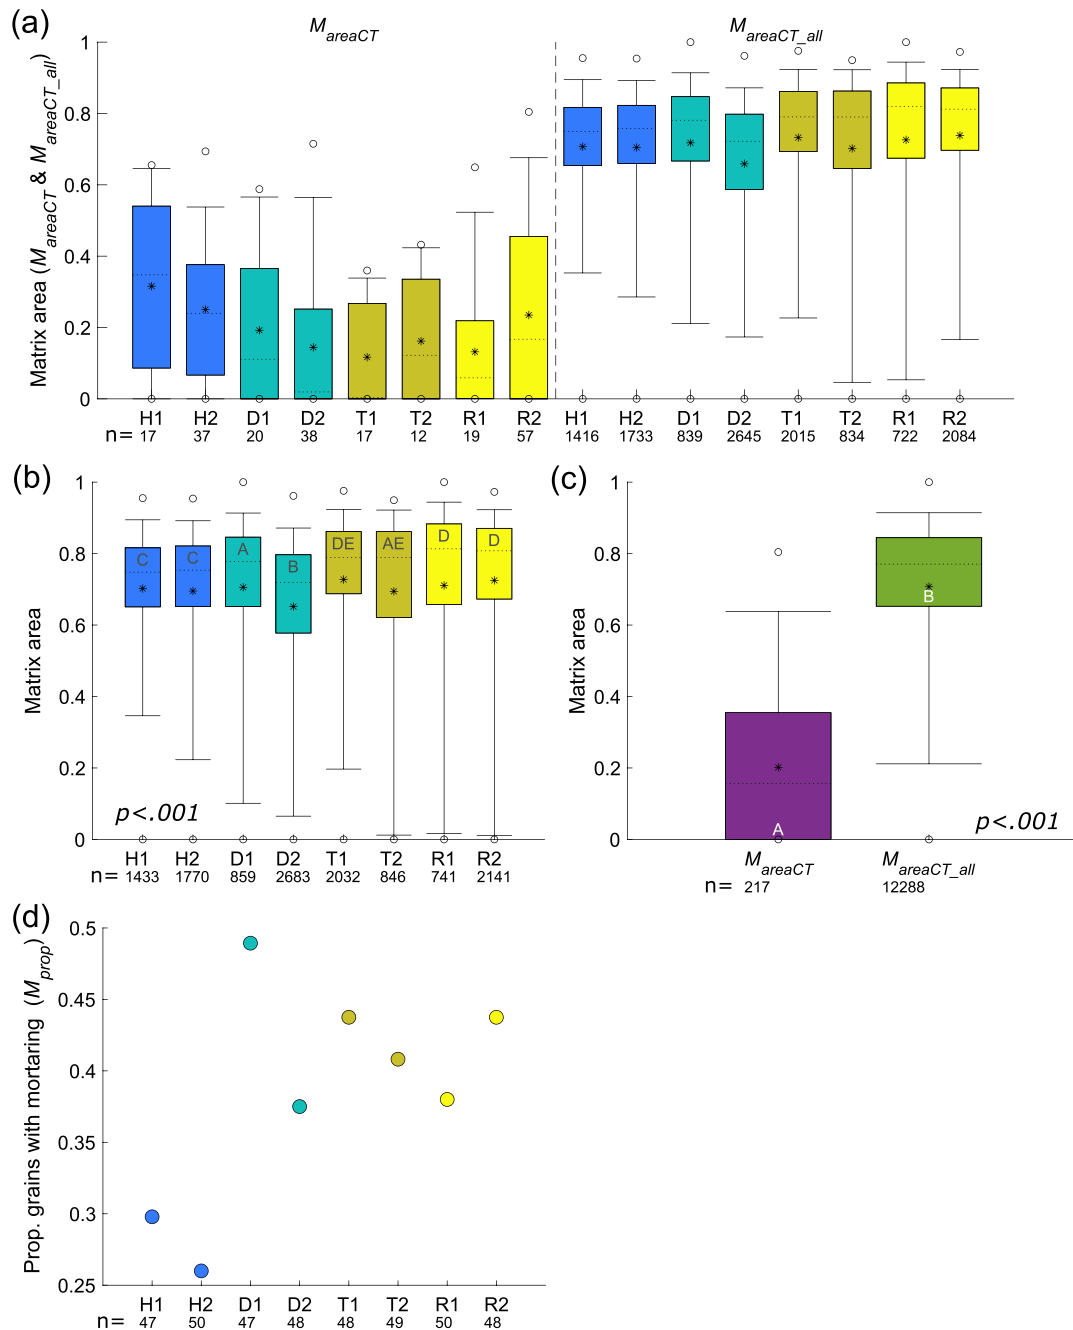 (a)
M_areaCT
M_areaCT_all
Matrix area (M_areaCT & M_areaCT_all)
1
0.8
0.6
0.4
0.2
0
H1 H2 D1 D2 T1 T2 R1 R2 H1 H2 D1 D2 T1 T2 R1 R2
n= 17 37 20 38 17 12 19 57 1416 1733 839 2645 2015 834 722 2084
(b)
Matrix area
1
0.8
0.6
0.4
0.2
0
C C A B DE AE D D
p<.001
H1 H2 D1 D2 T1 T2 R1 R2
n= 1433 1770 859 2683 2032 846 741 2141
(c)
Matrix area
1
0.8
0.6
0.4
0.2
0
B
A
p<.001
M_areaCT M_areaCT_all
n= 217 12288
(d)
Prop. grains with mortaring (M_prop)
0.5
0.45
0.4
0.35
0.3
0.25
H1 H2 D1 D2 T1 T2 R1 R2
n= 47 50 47 48 48 49 50 48